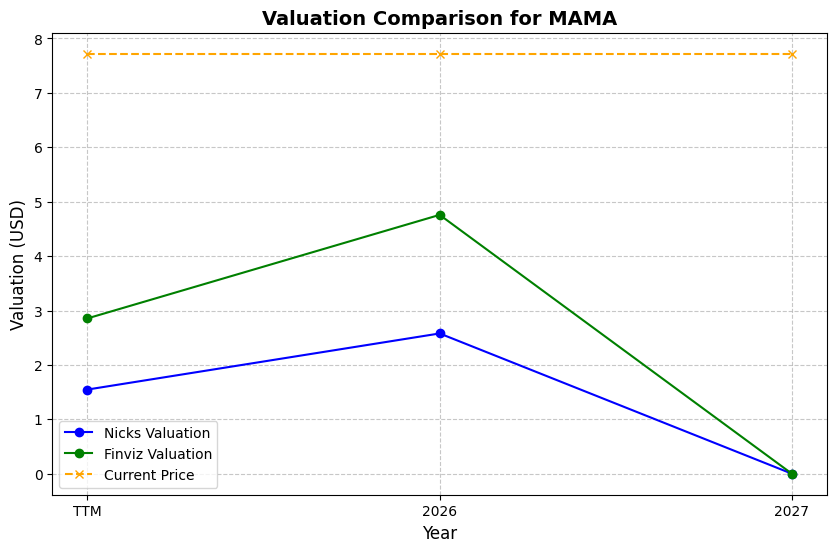 Valuation Comparison for MAMA
Valuation (USD)
8
7
6
5
4
3
2
1
0
Nicks Valuation
Finviz Valuation
Current Price
TTM
2026
2027
Year